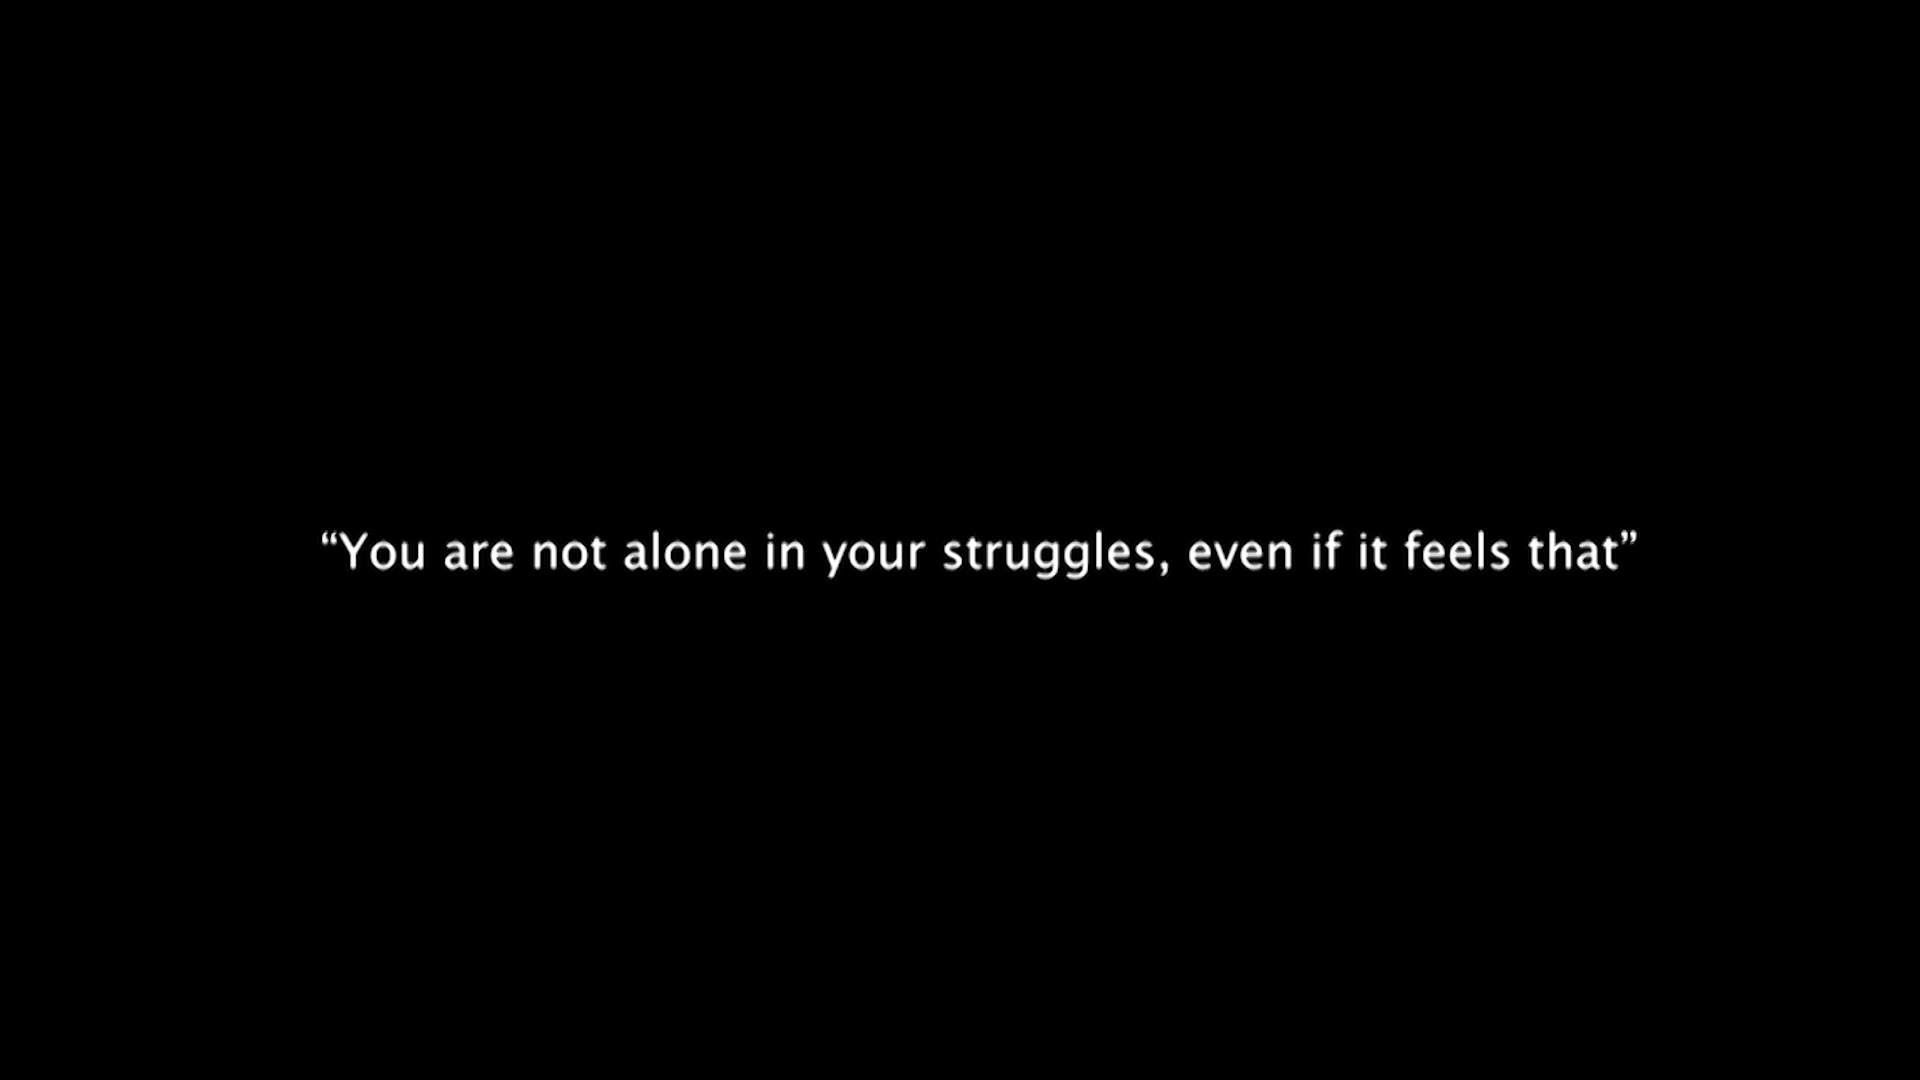 “You are not alone in your struggles, even if it feels that”